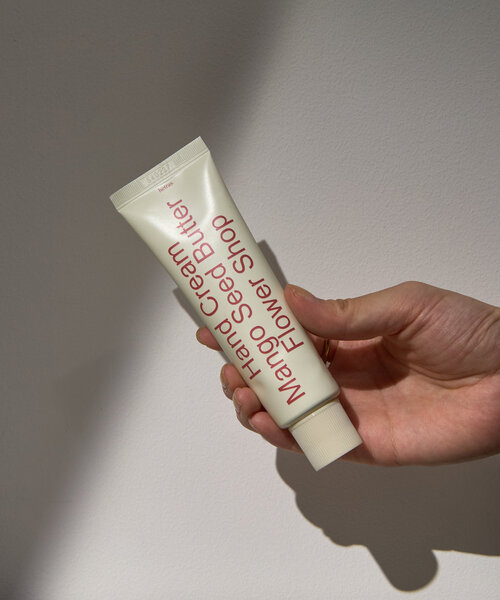 Hand Cream
Mango Seed Butter
Flower Shop